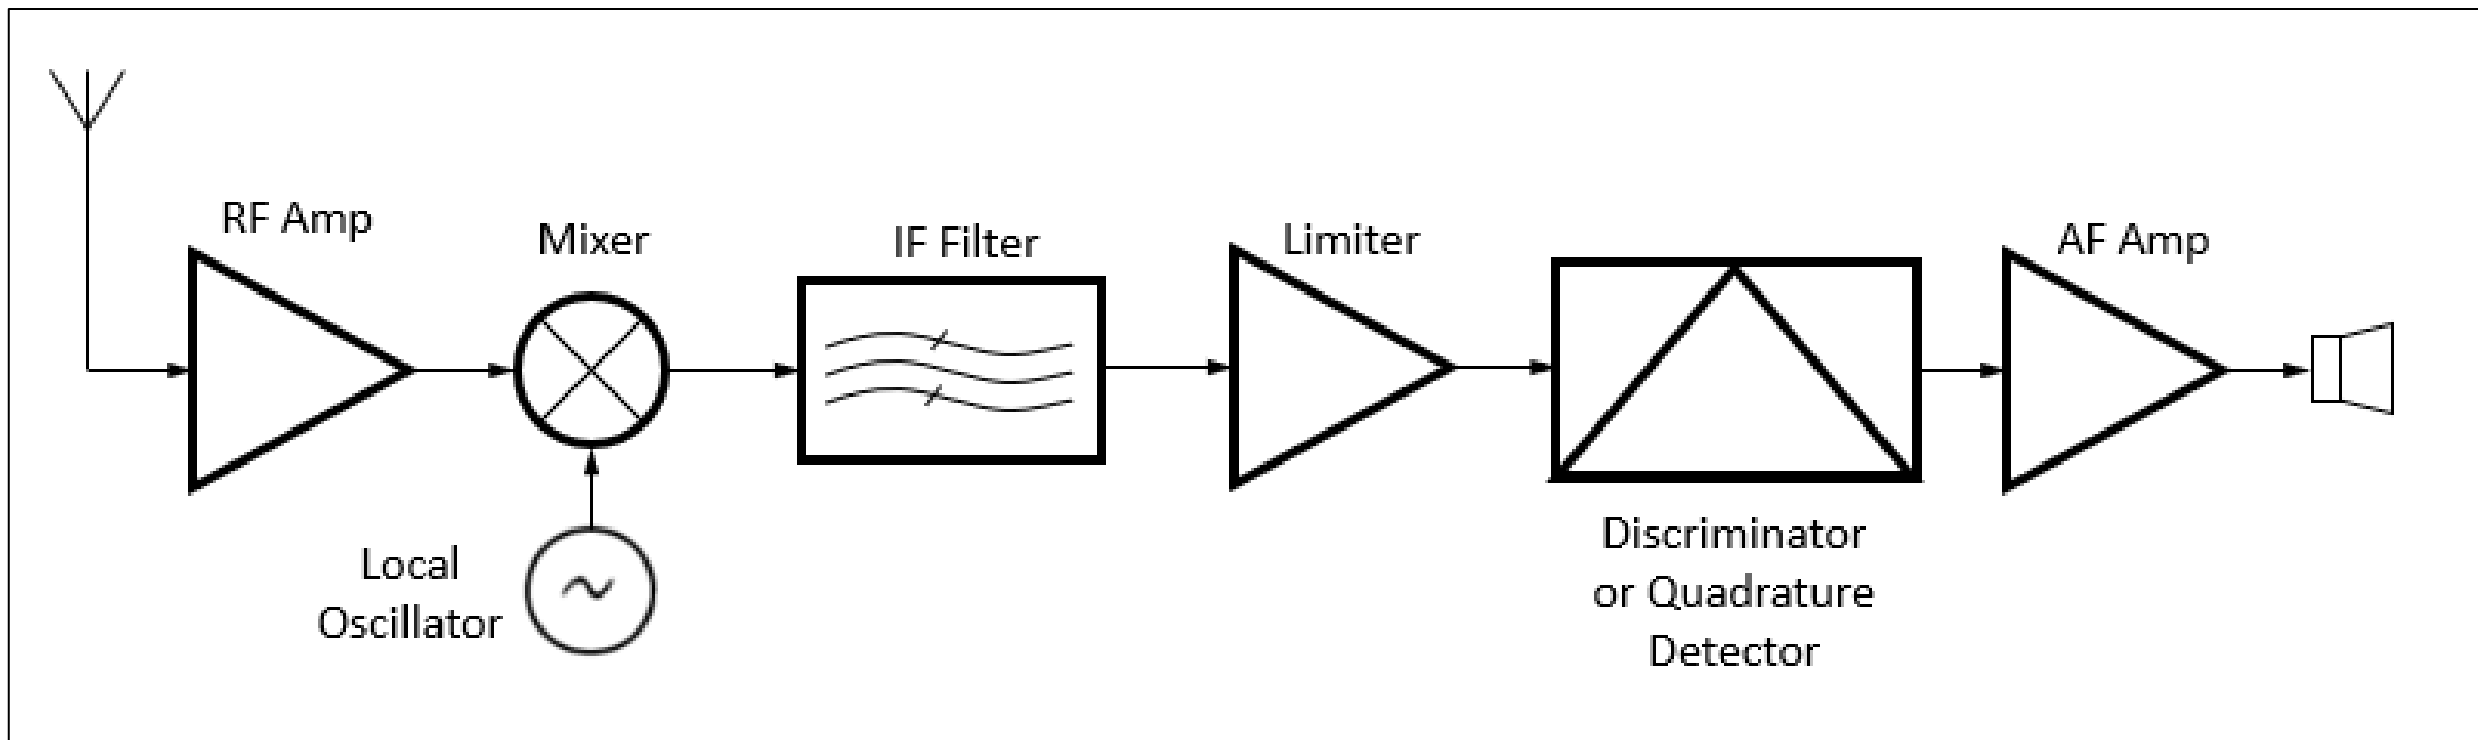 RF Amp
Mixer
IF Filter
Limiter
AF Amp
Local
Oscillator
Discriminator
or Quadrature
Detector